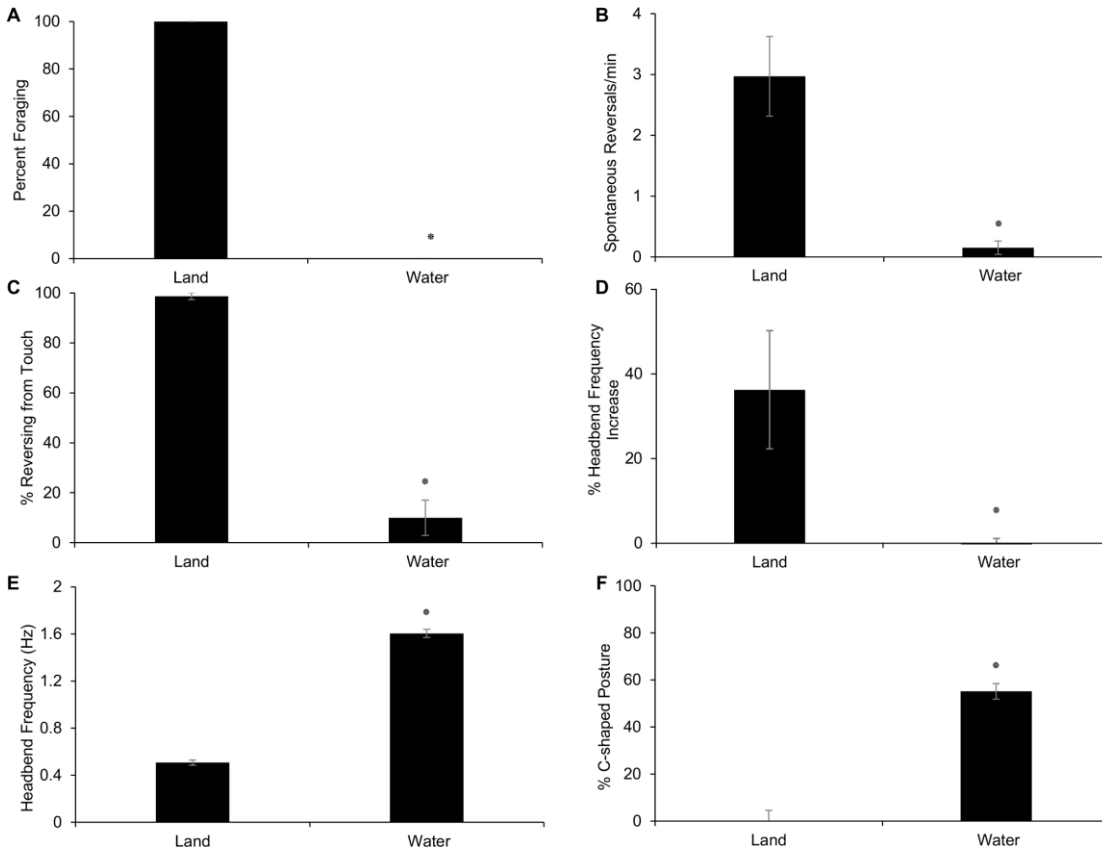 A
Percent Foraging
100
80
60
40
20
0
Land
Water
*
B
Spontaneous Reversals/min
4
3
2
1
0
Land
Water
*
C
% Reversing from Touch
100
80
60
40
20
0
Land
Water
*
D
% Headbend Frequency
Increase
60
40
20
0
Land
Water
*
E
Headbend Frequency (Hz)
2
1.6
1.2
0.8
0.4
0
Land
Water
*
F
% C-shaped Posture
100
80
60
40
20
0
Land
Water
*